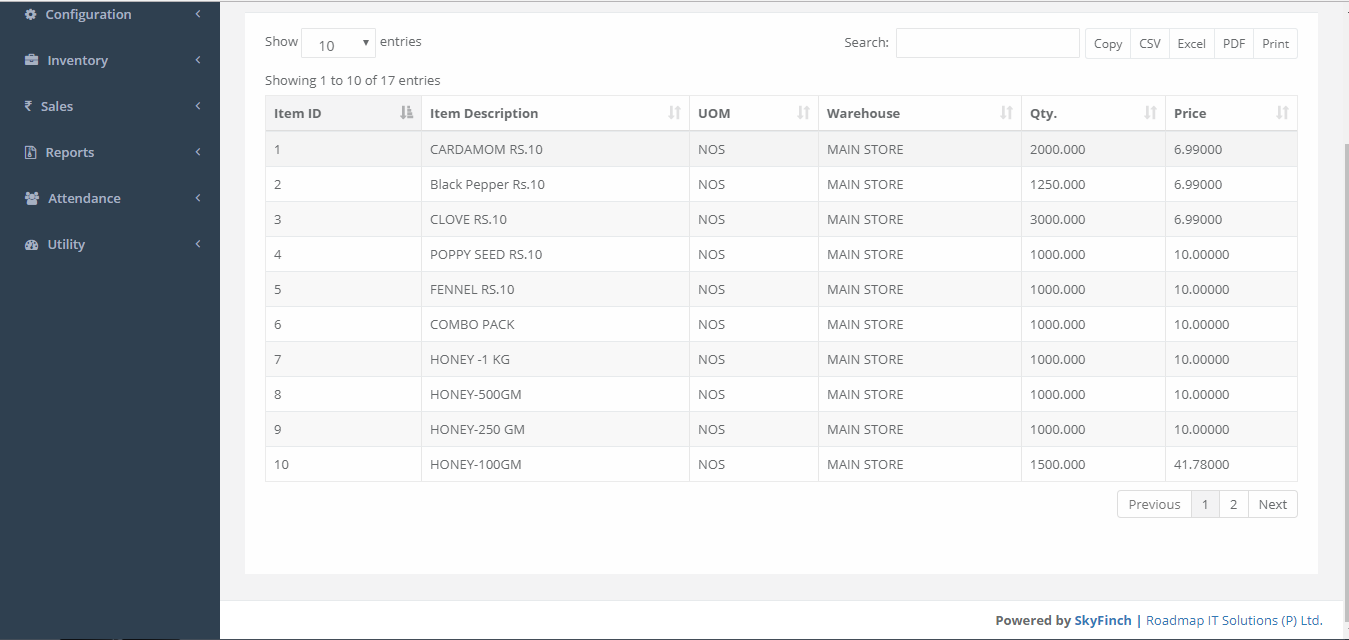 Configuration
Inventory
₹ Sales
Reports
Attendance
Utility
Show 10 entries Search: Copy CSV Excel PDF Print
Showing 1 to 10 of 17 entries
Item ID Item Description UOM Warehouse Qty. Price
1 CARDAMOM RS.10 NOS MAIN STORE 2000.000 6.99000
2 Black Pepper Rs.10 NOS MAIN STORE 1250.000 6.99000
3 CLOVE RS.10 NOS MAIN STORE 3000.000 6.99000
4 POPPY SEED RS.10 NOS MAIN STORE 1000.000 10.00000
5 FENNEL RS.10 NOS MAIN STORE 1000.000 10.00000
6 COMBO PACK NOS MAIN STORE 1000.000 10.00000
7 HONEY -1 KG NOS MAIN STORE 1000.000 10.00000
8 HONEY-500GM NOS MAIN STORE 1000.000 10.00000
9 HONEY-250 GM NOS MAIN STORE 1000.000 10.00000
10 HONEY-100GM NOS MAIN STORE 1500.000 41.78000
Previous 1 2 Next
Powered by SkyFinch | Roadmap IT Solutions (P) Ltd.